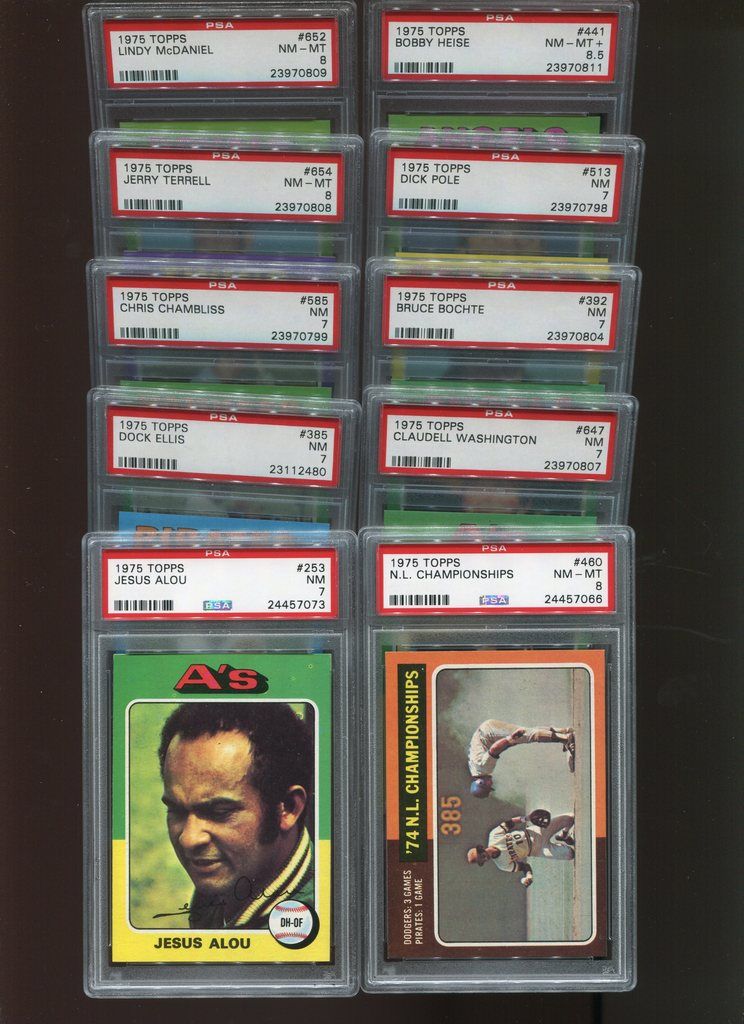 PSA
1975 TOPPS #652
LINDY McDANIEL NM-MT
8
23970809
1975 TOPPS #441
BOBBY HEISE NM-MT+
8.5
23970811
ANGELS
PSA
1975 TOPPS #654
JERRY TERRELL NM-MT
8
23970808
PSA
1975 TOPPS #513
DICK POLE NM
7
23970798
PSA
1975 TOPPS #585
CHRIS CHAMBLISS NM
7
23970799
PSA
1975 TOPPS #392
BRUCE BOCHTE NM
7
23970804
PSA
1975 TOPPS #385
DOCK ELLIS NM
7
23112480
PIRATES
PSA
1975 TOPPS #647
CLAUDELL WASHINGTON NM
7
23970807
A's
PSA
1975 TOPPS #253
JESUS ALOU NM
7
PSA 24457073
A's
DH-OF
JESUS ALOU
PSA
1975 TOPPS #460
N.L. CHAMPIONSHIPS NM-MT
8
PSA 24457066
'74 N.L. CHAMPIONSHIPS
DODGERS: 3 GAMES
PIRATES: 1 GAME
385